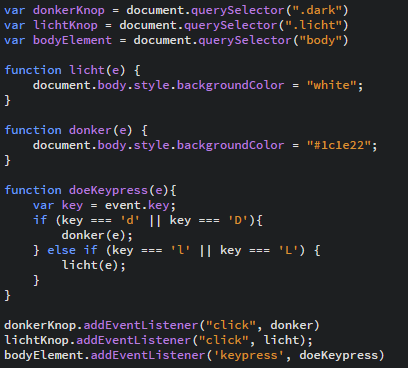 var donkerKnop = document.querySelector(".dark")
var lichtKnop = document.querySelector(".licht")
var bodyElement = document.querySelector("body")

function licht(e) {
    document.body.style.backgroundColor = "white";
}

function donker(e) {
    document.body.style.backgroundColor = "#1c1e22";
}

function doeKeypress(e){
    var key = event.key;
    if (key === 'd' || key === 'D'){
        donker(e);
    } else if (key === 'l' || key === 'L') {
        licht(e);
    }
}

donkerKnop.addEventListener("click", donker)
lichtKnop.addEventListener("click", licht);
bodyElement.addEventListener('keypress', doeKeypress)